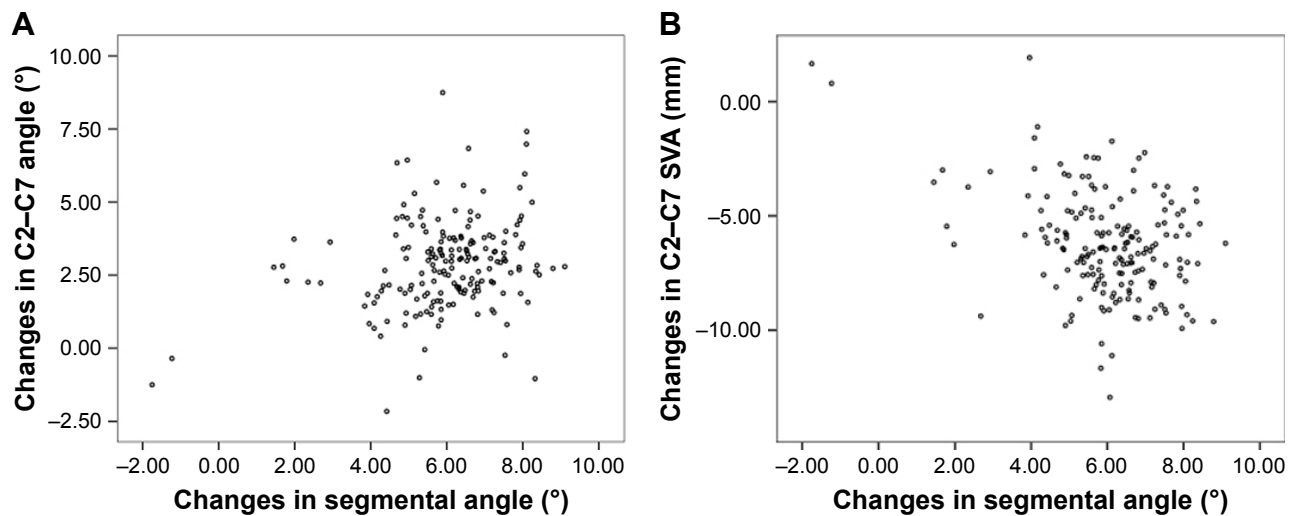 A
Changes in C2–C7 angle (°)
10.00
7.50
5.00
2.50
0.00
–2.50
–2.00 0.00 2.00 4.00 6.00 8.00 10.00
Changes in segmental angle (°)
B
Changes in C2–C7 SVA (mm)
0.00
–5.00
–10.00
–2.00 0.00 2.00 4.00 6.00 8.00 10.00
Changes in segmental angle (°)